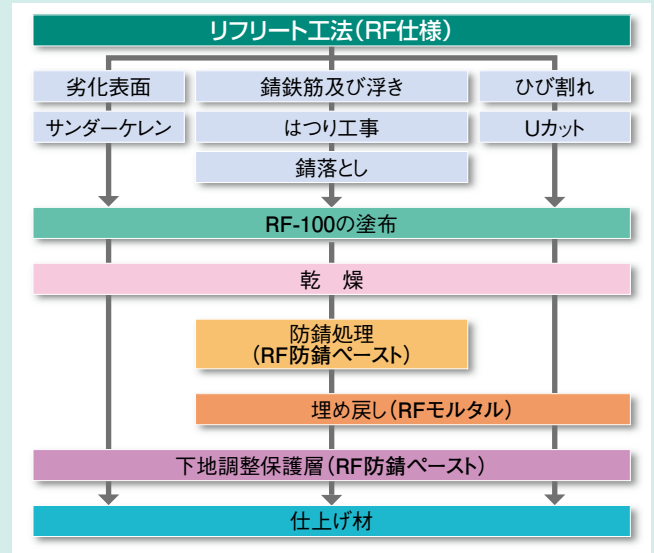 リフリート工法（RF仕様）
劣化表面
錆鉄筋及び浮き
ひび割れ
サンダーケレン
はつり工事
Uカット
錆落とし
RF-100の塗布
乾　燥
防錆処理
（RF防錆ペースト）
埋め戻し（RFモルタル）
下地調整保護層（RF防錆ペースト）
仕上げ材